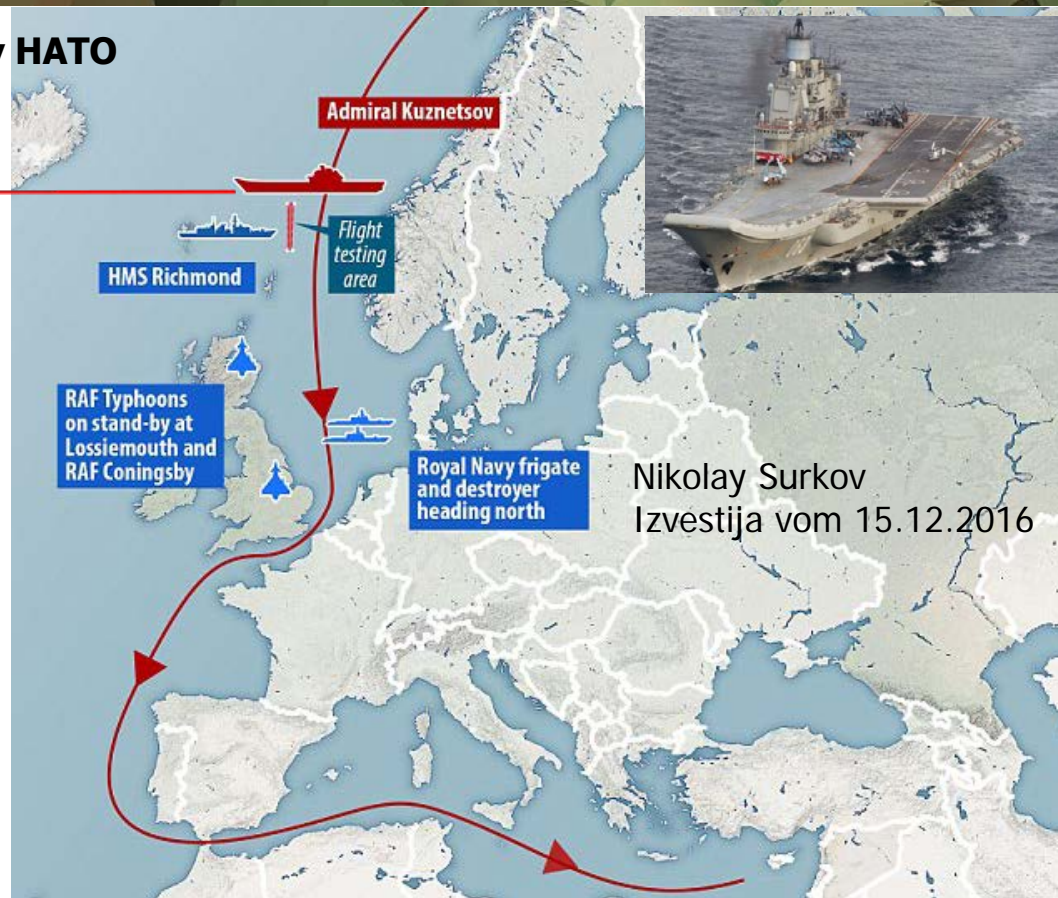 НАТО
Admiral Kuznetsov
Flight
testing
area
HMS Richmond
RAF Typhoons
on stand-by at
Lossiemouth and
RAF Coningsby
Royal Navy frigate
and destroyer
heading north
Nikolay Surkov
Izvestija vom 15.12.2016